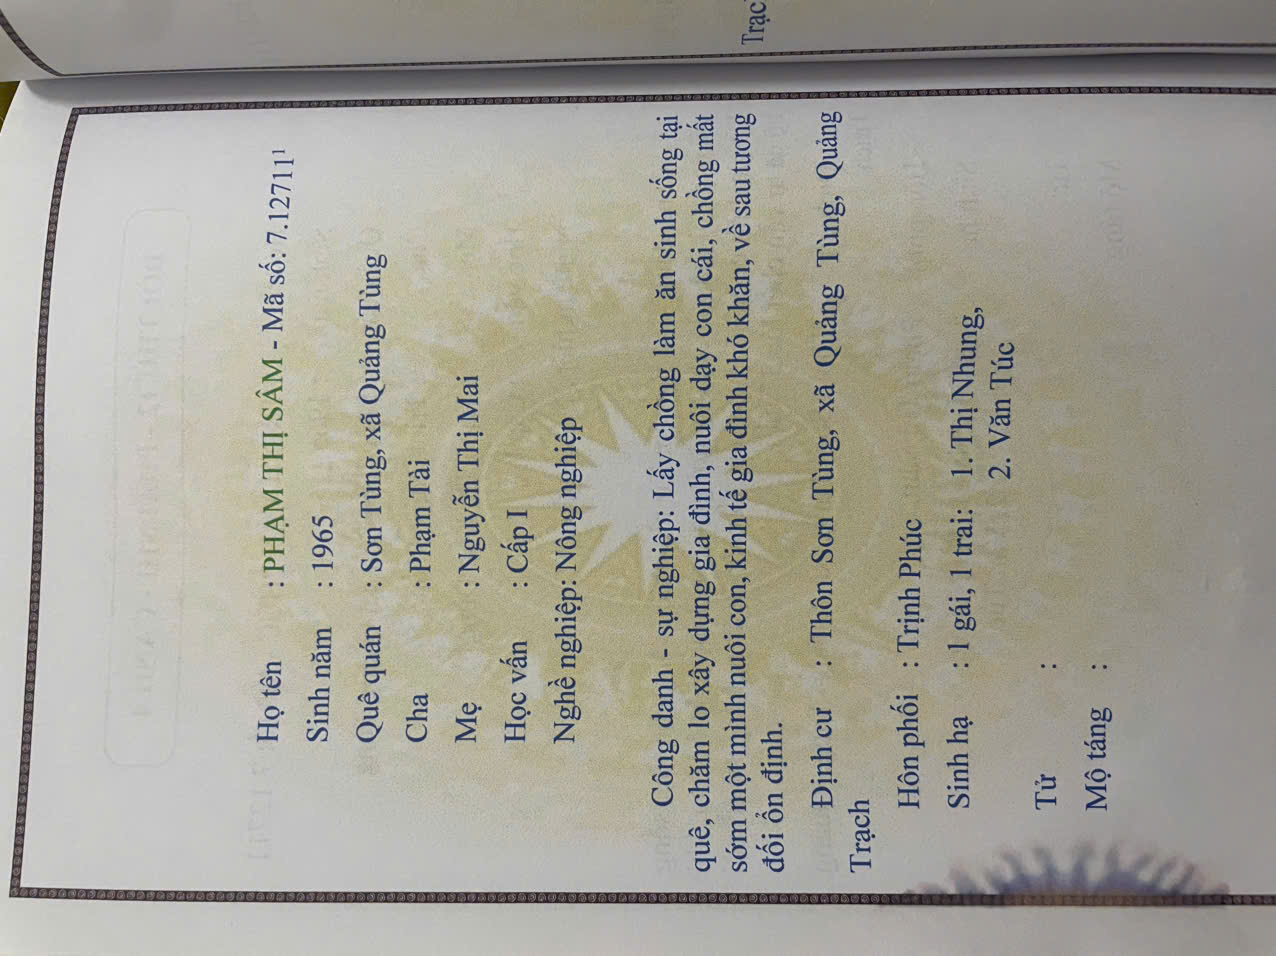 Họ tên : PHẠM THỊ SÂM - Mã số: 7.12711¹
Sinh năm : 1965
Quê quán : Sơn Tùng, xã Quảng Tùng
Cha : Phạm Tài
Mẹ : Nguyễn Thị Mai
Học vấn : Cấp I
Nghề nghiệp: Nông nghiệp
Công danh - sự nghiệp: Lấy chồng làm ăn sinh sống tại
quê, chăm lo xây dựng gia đình, nuôi dạy con cái, chồng mất
sớm một mình nuôi con, kinh tế gia đình khó khăn, về sau tương
đối ổn định.
Định cư : Thôn Sơn Tùng, xã Quảng Tùng, Quảng
Trạch
Hôn phối : Trịnh Phúc
Sinh hạ : 1 gái, 1 trai: 1. Thị Nhung,
2. Văn Túc
Tử :
Mộ táng :